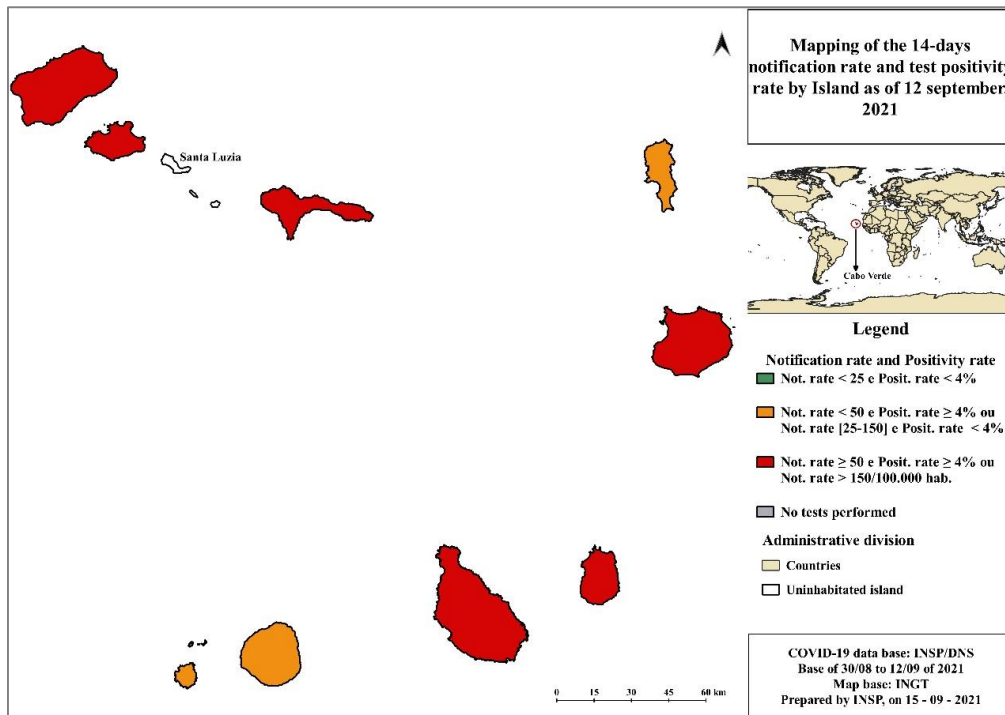 Mapping of the 14-days
notification rate and test positivity
rate by Island as of 12 september,
2021
Santa Luzia
Cabo Verde
Legend
Notification rate and Positivity rate
Not. rate < 25 e Posit. rate < 4%
Not. rate < 50 e Posit. rate ≥ 4% ou
Not. rate [25-150] e Posit. rate < 4%
Not. rate ≥ 50 e Posit. rate ≥ 4% ou
Not. rate > 150/100.000 hab.
No tests performed
Administrative division
Countries
Uninhabitated island
0 15 30 45 60 km
COVID-19 data base: INSP/DNS
Base of 30/08 to 12/09 of 2021
Map base: INGT
Prepared by INSP, on 15 - 09 - 2021